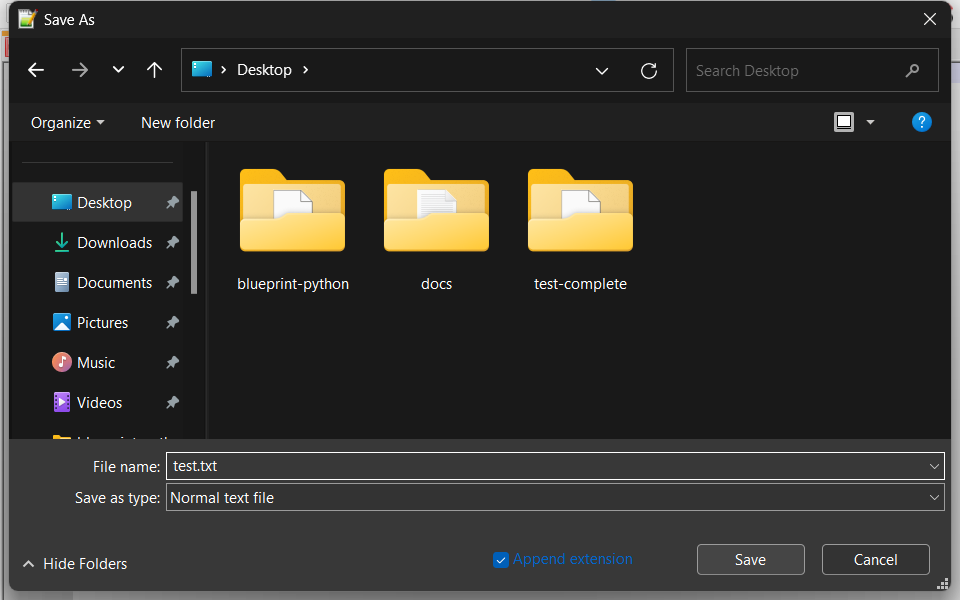 Save As
Desktop
Search Desktop
Organize
New folder
?
Desktop
Downloads
Documents
Pictures
Music
Videos
blueprint-python
docs
test-complete
File name: test.txt
Save as type: Normal text file
Hide Folders
Append extension
Save
Cancel